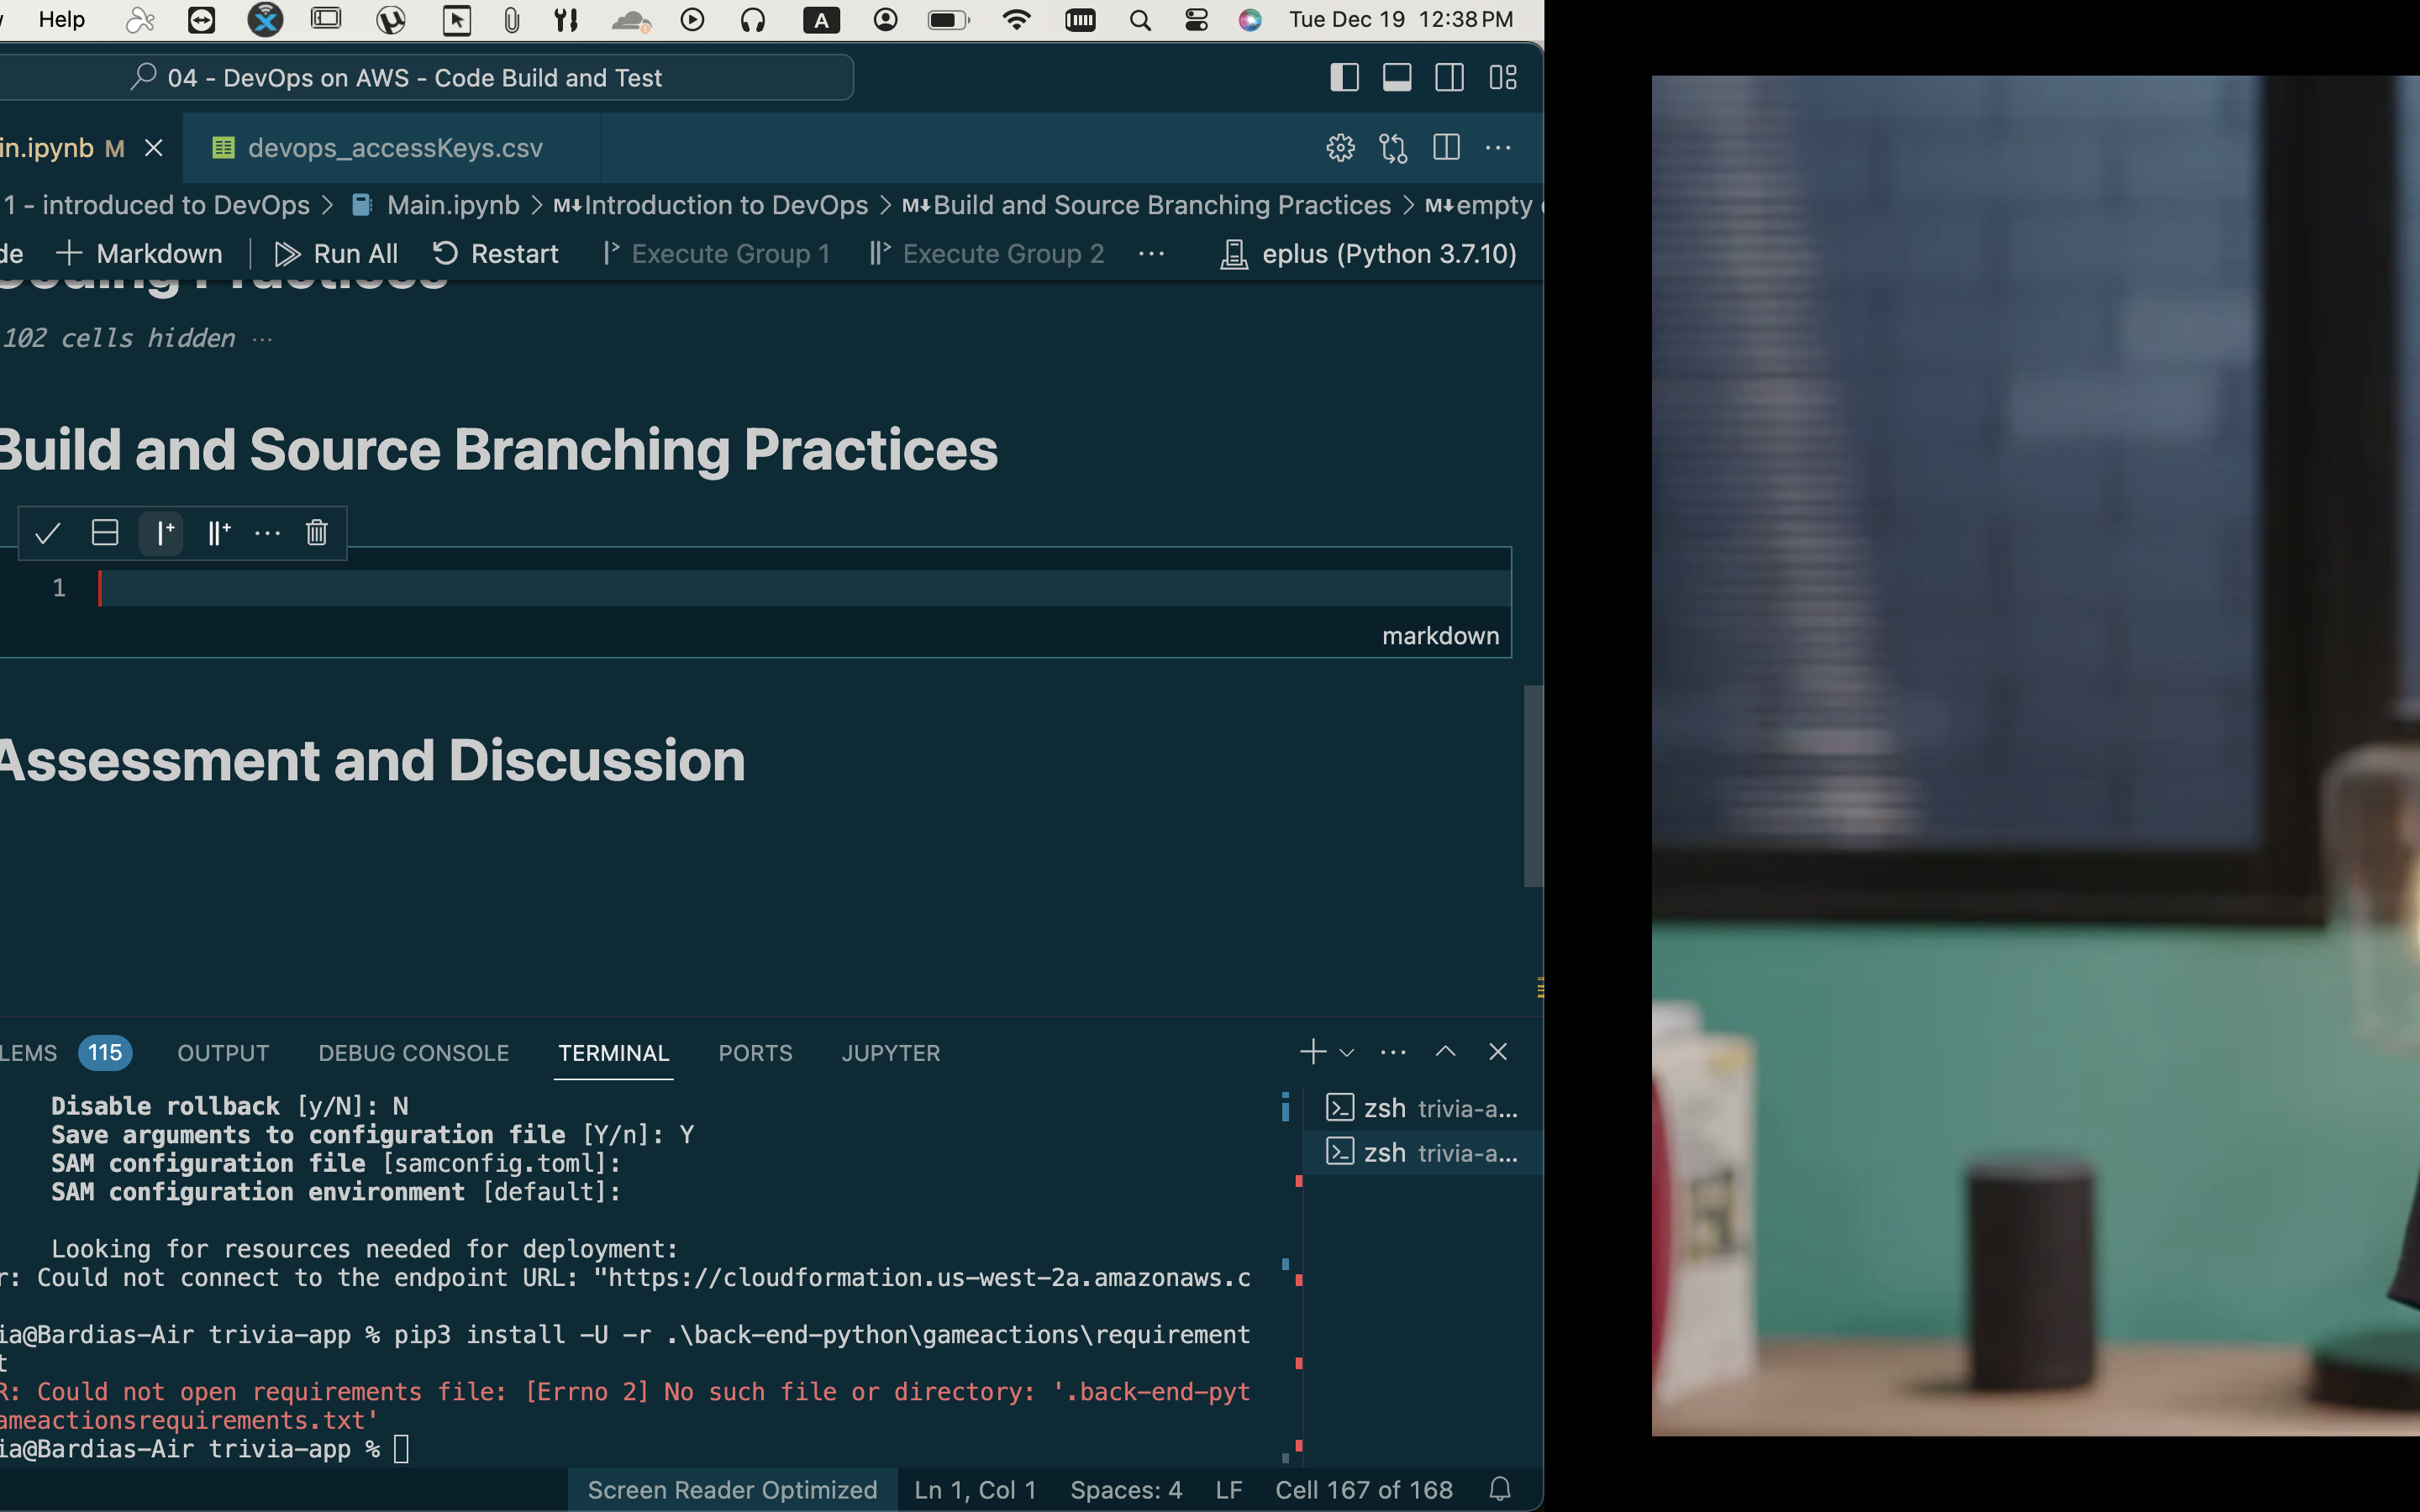 Help
A
Tue Dec 19 12:38 PM
04 - DevOps on AWS - Code Build and Test
in.ipynb M
devops_accessKeys.csv
1 - introduced to DevOps > Main.ipynb > M↓Introduction to DevOps > M↓Build and Source Branching Practices > M↓empty
de + Markdown Run All Restart Execute Group 1 Execute Group 2 ··· eplus (Python 3.7.10)
Coding Practices
102 cells hidden ···
Build and Source Branching Practices
1
markdown
Assessment and Discussion
LEMS 115 OUTPUT DEBUG CONSOLE TERMINAL PORTS JUPYTER
Disable rollback [y/N]: N
Save arguments to configuration file [Y/n]: Y
SAM configuration file [samconfig.toml]:
SAM configuration environment [default]:
Looking for resources needed for deployment:
r: Could not connect to the endpoint URL: "https://cloudformation.us-west-2a.amazonaws.c
ia@Bardias-Air trivia-app % pip3 install -U -r .\back-end-python\gameactions\requirement
t
R: Could not open requirements file: [Errno 2] No such file or directory: '.back-end-pyt
ameactionsrequirements.txt'
ia@Bardias-Air trivia-app %
zsh trivia-a...
zsh trivia-a...
Screen Reader Optimized Ln 1, Col 1 Spaces: 4 LF Cell 167 of 168